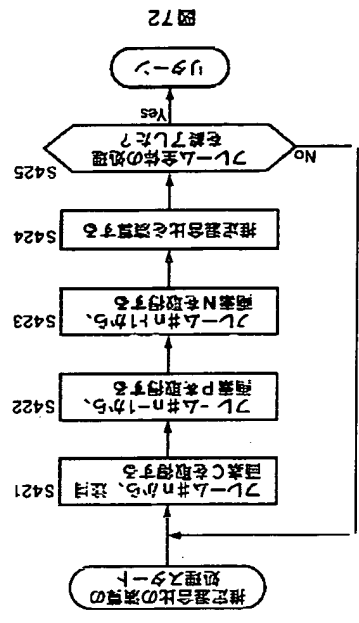 推定混合比の演算の
処理スタート
フレーム#nから、注目
画素Cを取得する
S421
フレーム#n-1から、
画素Pを取得する
S422
フレーム#n+1から、
画素Nを取得する
S423
推定混合比を演算する
S424
フレーム全体の処理
を終了した?
S425
No
Yes
リターン
図72